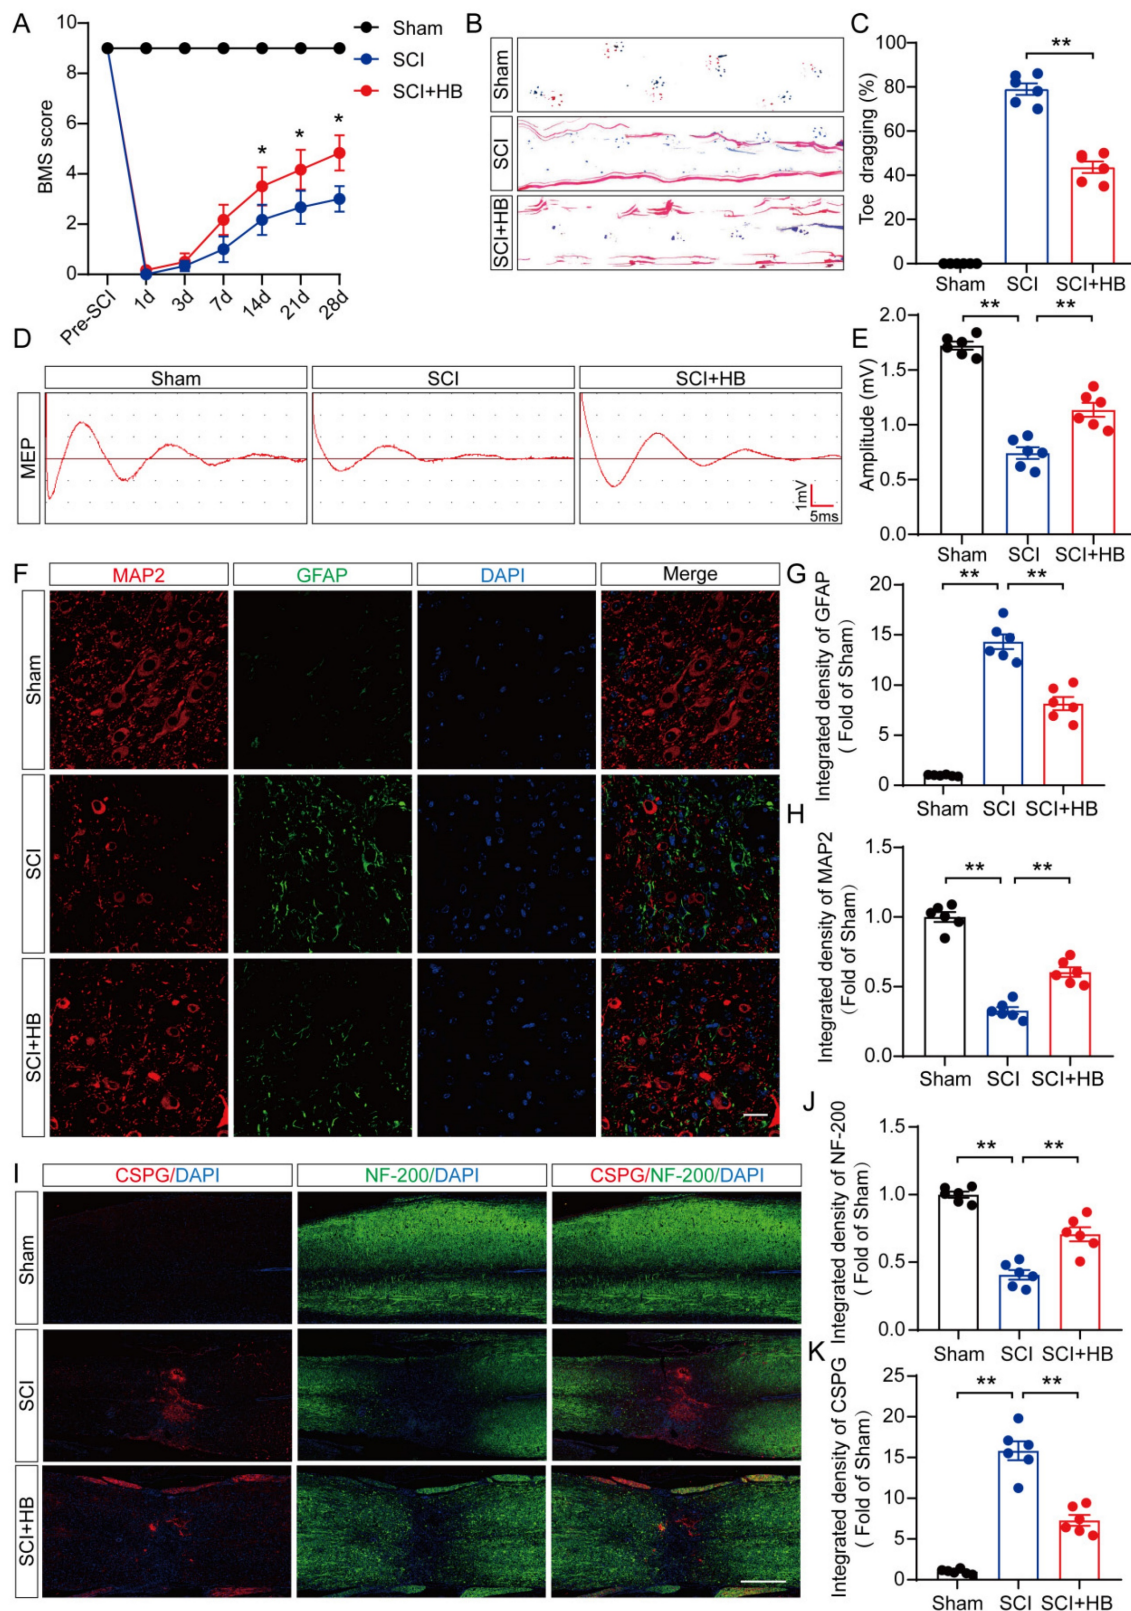 A
10
8
6
4
2
0
BMS score
Sham
SCI
SCI+HB
*
*
*
Pre-SCI
1d
3d
7d
14d
21d
28d
B
Sham
SCI
SCI+HB
C
Toe dragging (%)
100
80
60
40
20
0
**
Sham
SCI
SCI+HB
D
Sham
SCI
SCI+HB
MEP
1mV
5ms
E
Amplitude (mV)
2.0
1.5
1.0
0.5
0.0
**
**
Sham
SCI
SCI+HB
F
MAP2
GFAP
DAPI
Merge
Sham
SCI
SCI+HB
G
Integrated density of GFAP
( Fold of Sham)
20
15
10
5
0
**
**
Sham
SCI
SCI+HB
H
Integrated density of MAP2
(Fold of Sham)
1.5
1.0
0.5
0.0
**
**
Sham
SCI
SCI+HB
I
CSPG/DAPI
NF-200/DAPI
CSPG/NF-200/DAPI
Sham
SCI
SCI+HB
J
Integrated density of NF-200
( Fold of Sham)
1.5
1.0
0.5
0.0
**
**
Sham
SCI
SCI+HB
K
Integrated density of CSPG
( Fold of Sham)
25
20
15
10
5
0
**
**
Sham
SCI
SCI+HB